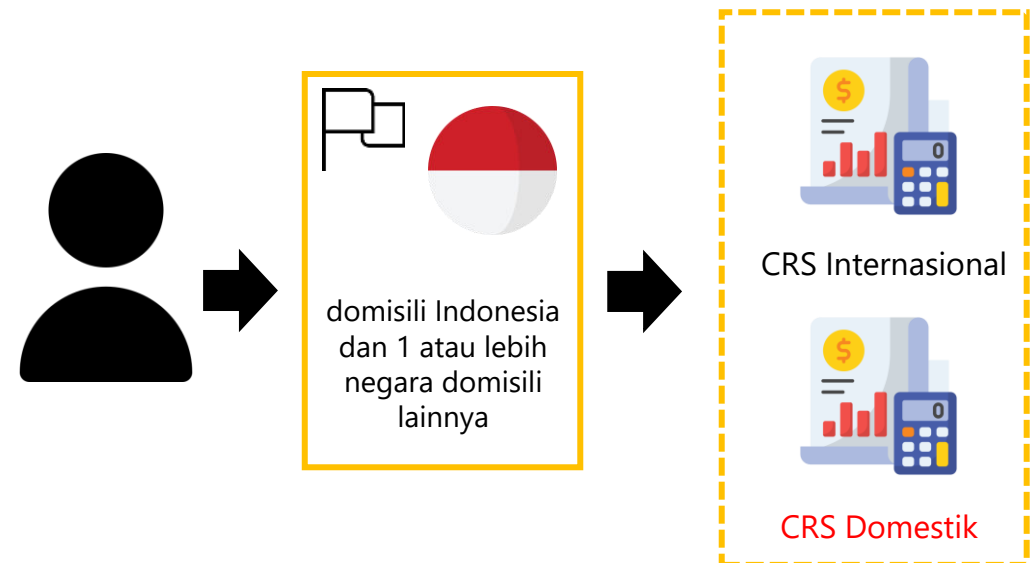 domisili Indonesia
dan 1 atau lebih
negara domisili
lainnya
$
0
CRS Internasional
$
0
CRS Domestik